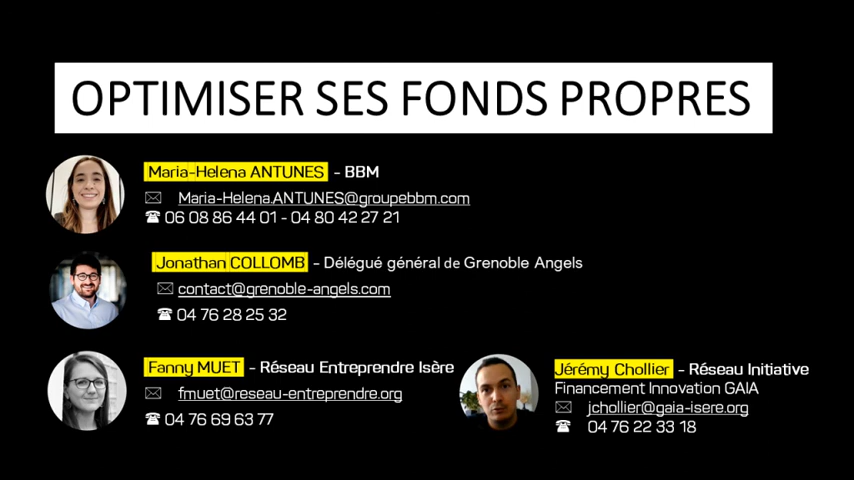 OPTIMISER SES FONDS PROPRES
Maria-Helena ANTUNES - BBM
Maria-Helena.ANTUNES@groupebbm.com
06 08 86 44 01 - 04 80 42 27 21
Jonathan COLLOMB - Délégué général de Grenoble Angels
contact@grenoble-angels.com
04 76 28 25 32
Fanny MUET - Réseau Entreprendre Isère
fmuet@reseau-entreprendre.org
04 76 69 63 77
Jérémy Chollier - Réseau Initiative
Financement Innovation GAIA
jchollier@gaia-isere.org
04 76 22 33 18